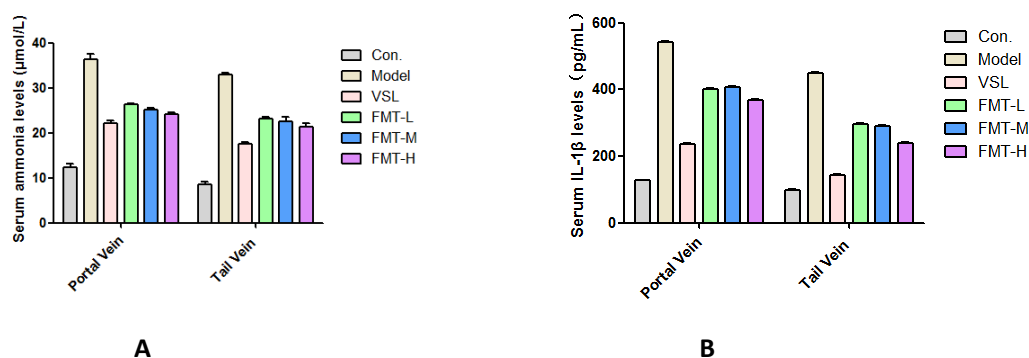 Serum ammonia levels (μmol/L)
40
30
20
10
0
Portal Vein
Tail Vein
Con.
Model
VSL
FMT-L
FMT-M
FMT-H
A
Serum IL-1β levels（pg/mL）
600
400
200
0
Portal Vein
Tail Vein
Con.
Model
VSL
FMT-L
FMT-M
FMT-H
B